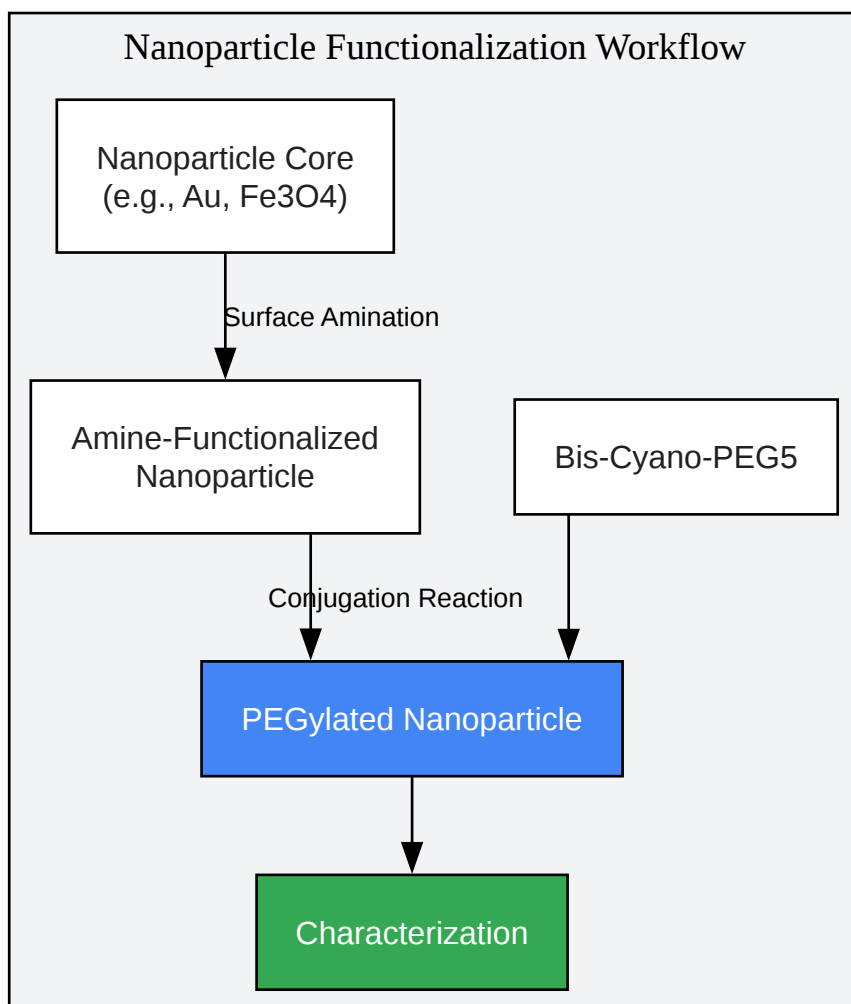 Nanoparticle Functionalization Workflow
Nanoparticle Core
(e.g., Au, Fe3O4)
Surface Amination
Amine-Functionalized
Nanoparticle
Bis-Cyano-PEG5
Conjugation Reaction
PEGylated Nanoparticle
Characterization